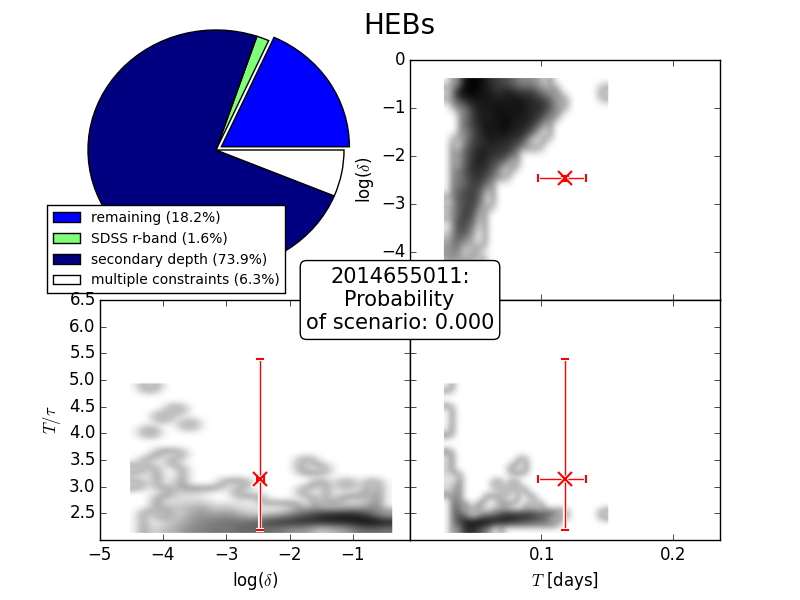 HEBs
remaining (18.2%)
SDSS r-band (1.6%)
secondary depth (73.9%)
multiple constraints (6.3%)
0
−1
−2
−3
−4
log(δ)
2014655011:
Probability
of scenario: 0.000
6.5
6.0
5.5
5.0
4.5
4.0
3.5
3.0
2.5
T/τ
−5 −4 −3 −2 −1
log(δ)
0.1 0.2
T [days]